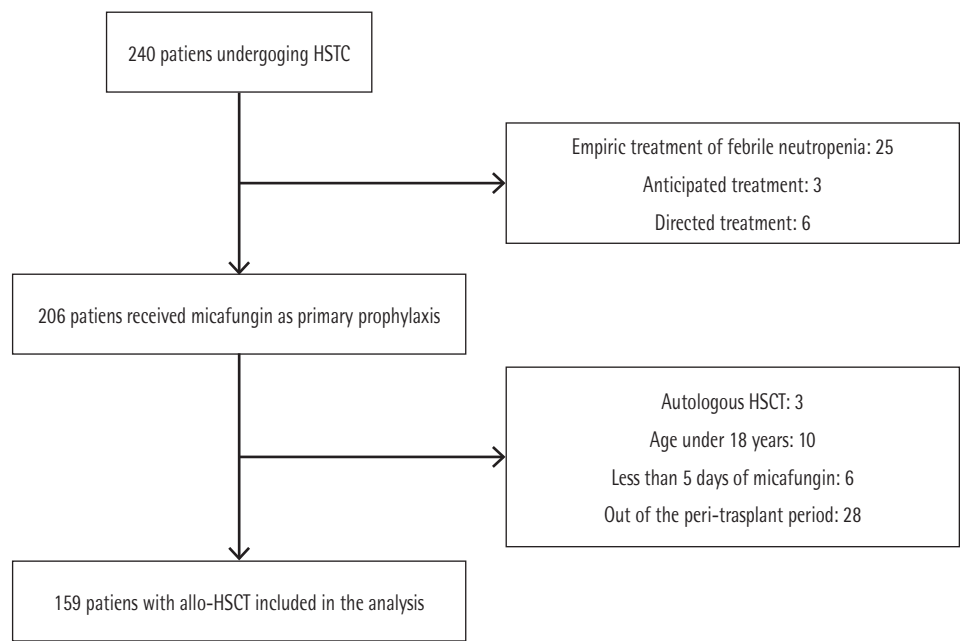 240 patiens undergoging HSTC
Empiric treatment of febrile neutropenia: 25
Anticipated treatment: 3
Directed treatment: 6
206 patiens received micafungin as primary prophylaxis
Autologous HSCT: 3
Age under 18 years: 10
Less than 5 days of micafungin: 6
Out of the peri-trasplant period: 28
159 patiens with allo-HSCT included in the analysis